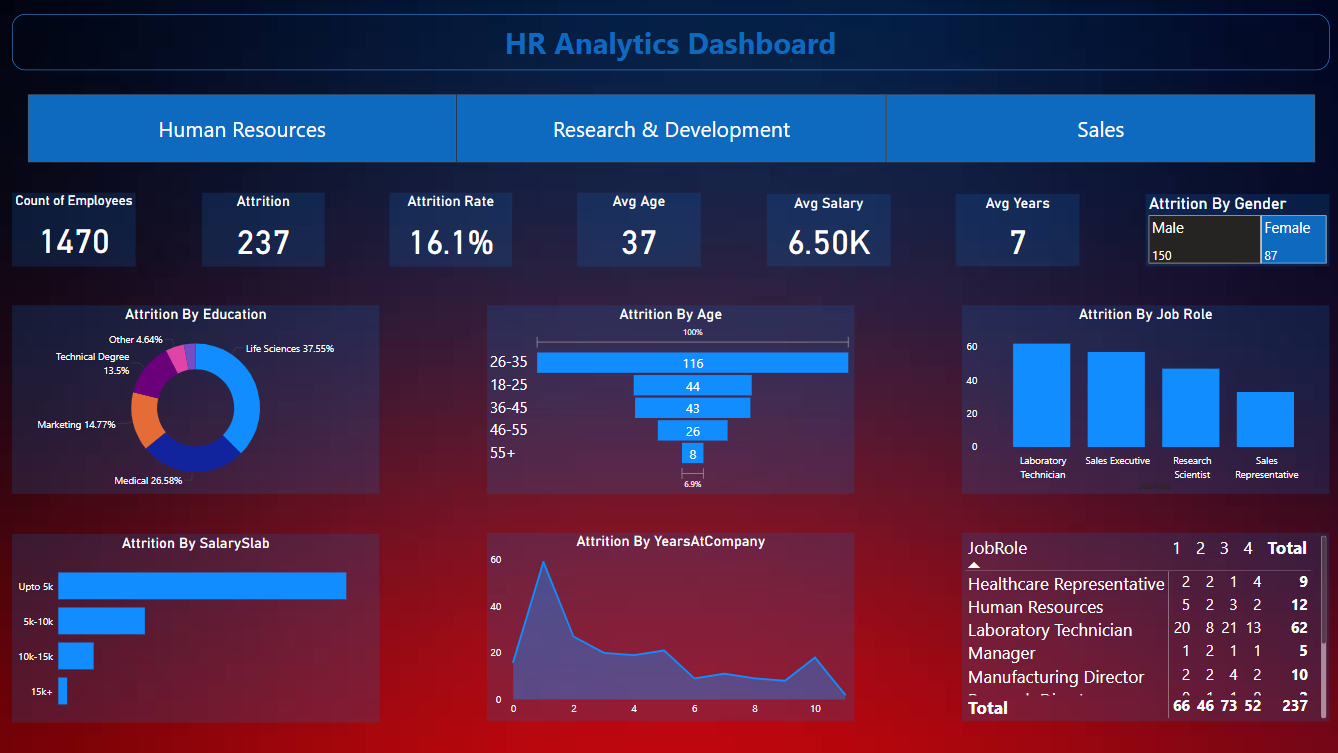 HR Analytics Dashboard
Human Resources
Research & Development
Sales
Count of Employees
1470
Attrition
237
Attrition Rate
16.1%
Avg Age
37
Avg Salary
6.50K
Avg Years
7
Attrition By Gender
Male
150
Female
87
Attrition By Education
Other 4.64%
Life Sciences 37.55%
Technical Degree
13.5%
Marketing 14.77%
Medical 26.58%
Attrition By Age
100%
26-35 116
18-25 44
36-45 43
46-55 26
55+ 8
6.9%
Attrition By Job Role
60
40
20
0
Laboratory
Technician
Sales Executive
Research
Scientist
Sales
Representative
Attrition By SalarySlab
Upto 5k
5k-10k
10k-15k
15k+
Attrition By YearsAtCompany
60
40
20
0
0 2 4 6 8 10
JobRole 1 2 3 4 Total
Healthcare Representative 2 2 1 4 9
Human Resources 5 2 3 2 12
Laboratory Technician 20 8 21 13 62
Manager 1 2 1 1 5
Manufacturing Director 2 2 4 2 10
Total 66 46 73 52 237